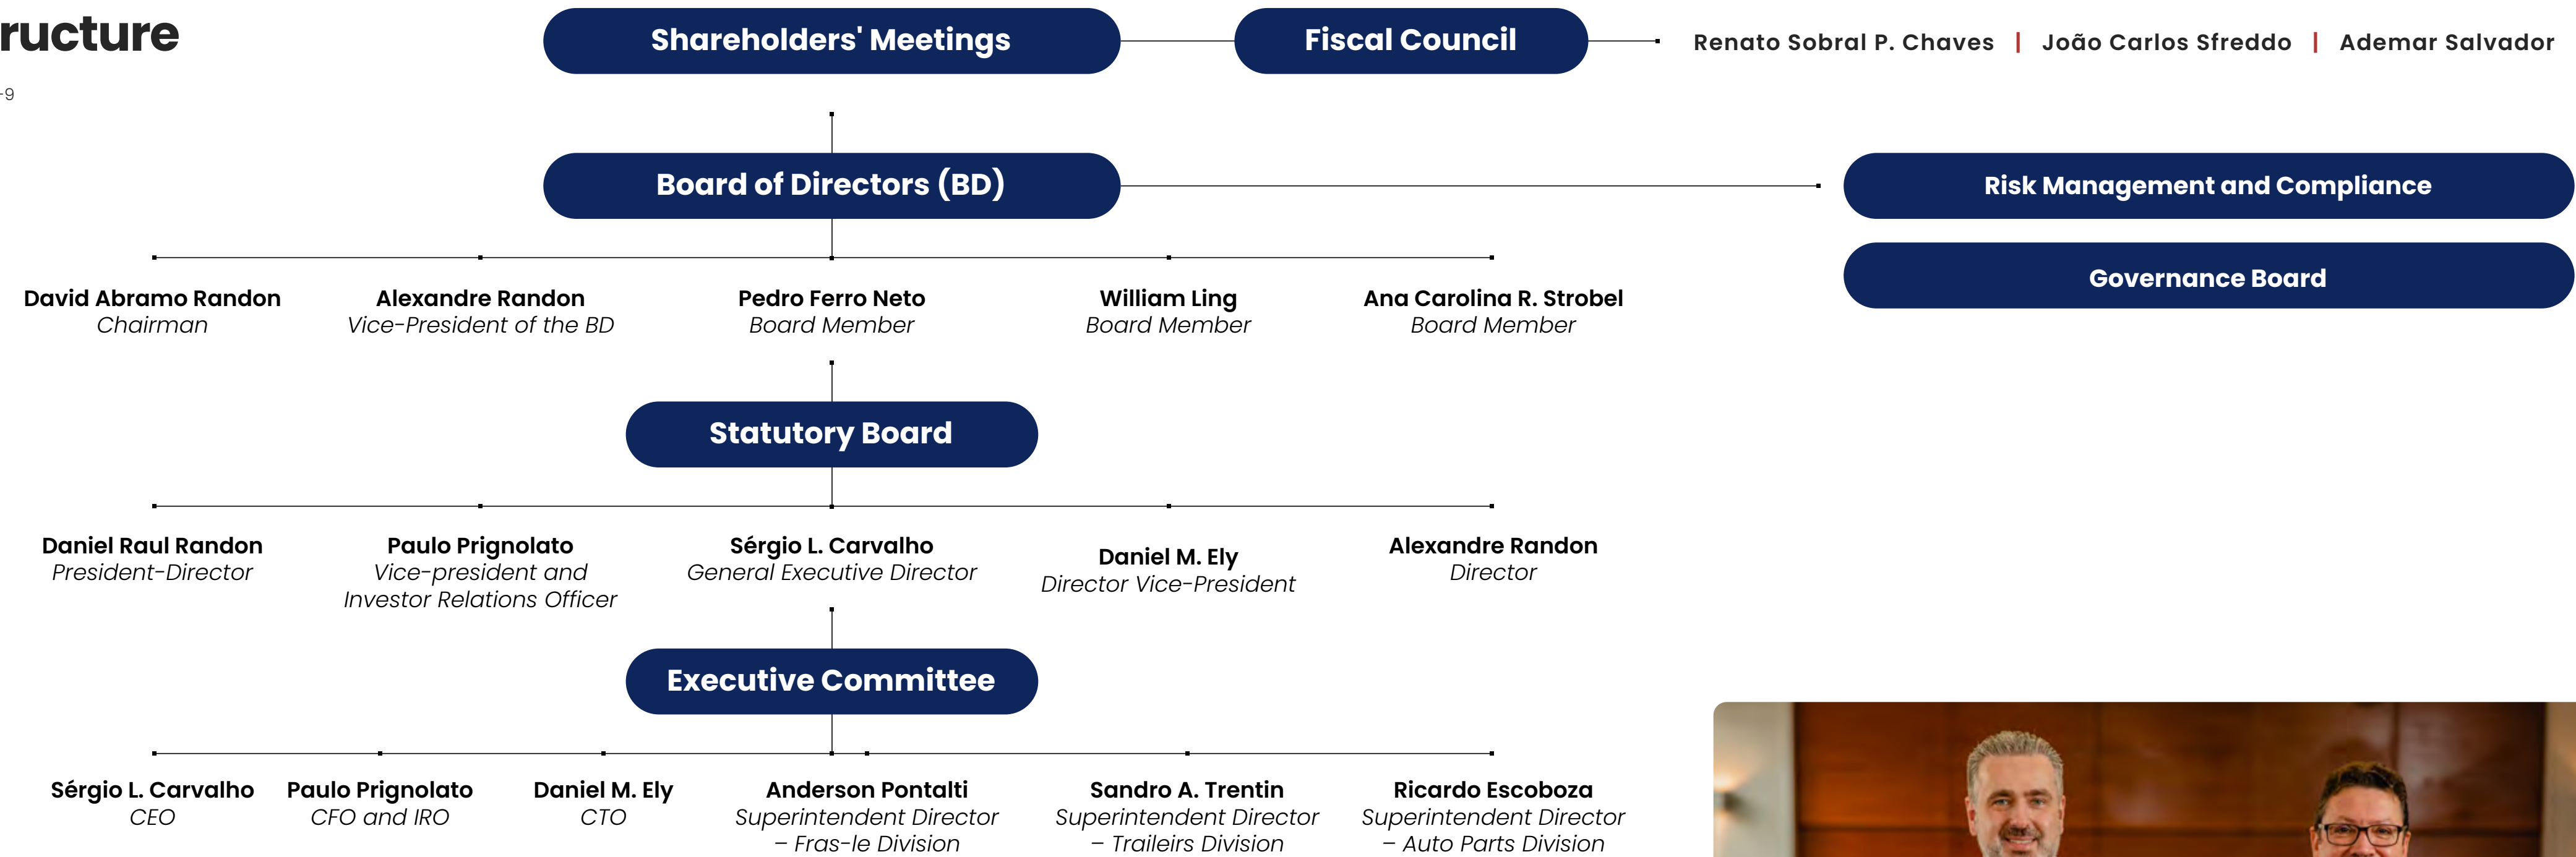 ructure
-9
Shareholders' Meetings
Fiscal Council
Renato Sobral P. Chaves | João Carlos Sfreddo | Ademar Salvador
Board of Directors (BD)
Risk Management and Compliance
Governance Board
David Abramo Randon
Chairman
Alexandre Randon
Vice-President of the BD
Pedro Ferro Neto
Board Member
William Ling
Board Member
Ana Carolina R. Strobel
Board Member
Statutory Board
Daniel Raul Randon
President-Director
Paulo Prignolato
Vice-president and
Investor Relations Officer
Sérgio L. Carvalho
General Executive Director
Daniel M. Ely
Director Vice-President
Alexandre Randon
Director
Executive Committee
Sérgio L. Carvalho
CEO
Paulo Prignolato
CFO and IRO
Daniel M. Ely
CTO
Anderson Pontalti
Superintendent Director
– Fras-le Division
Sandro A. Trentin
Superintendent Director
– Traileirs Division
Ricardo Escoboza
Superintendent Director
– Auto Parts Division